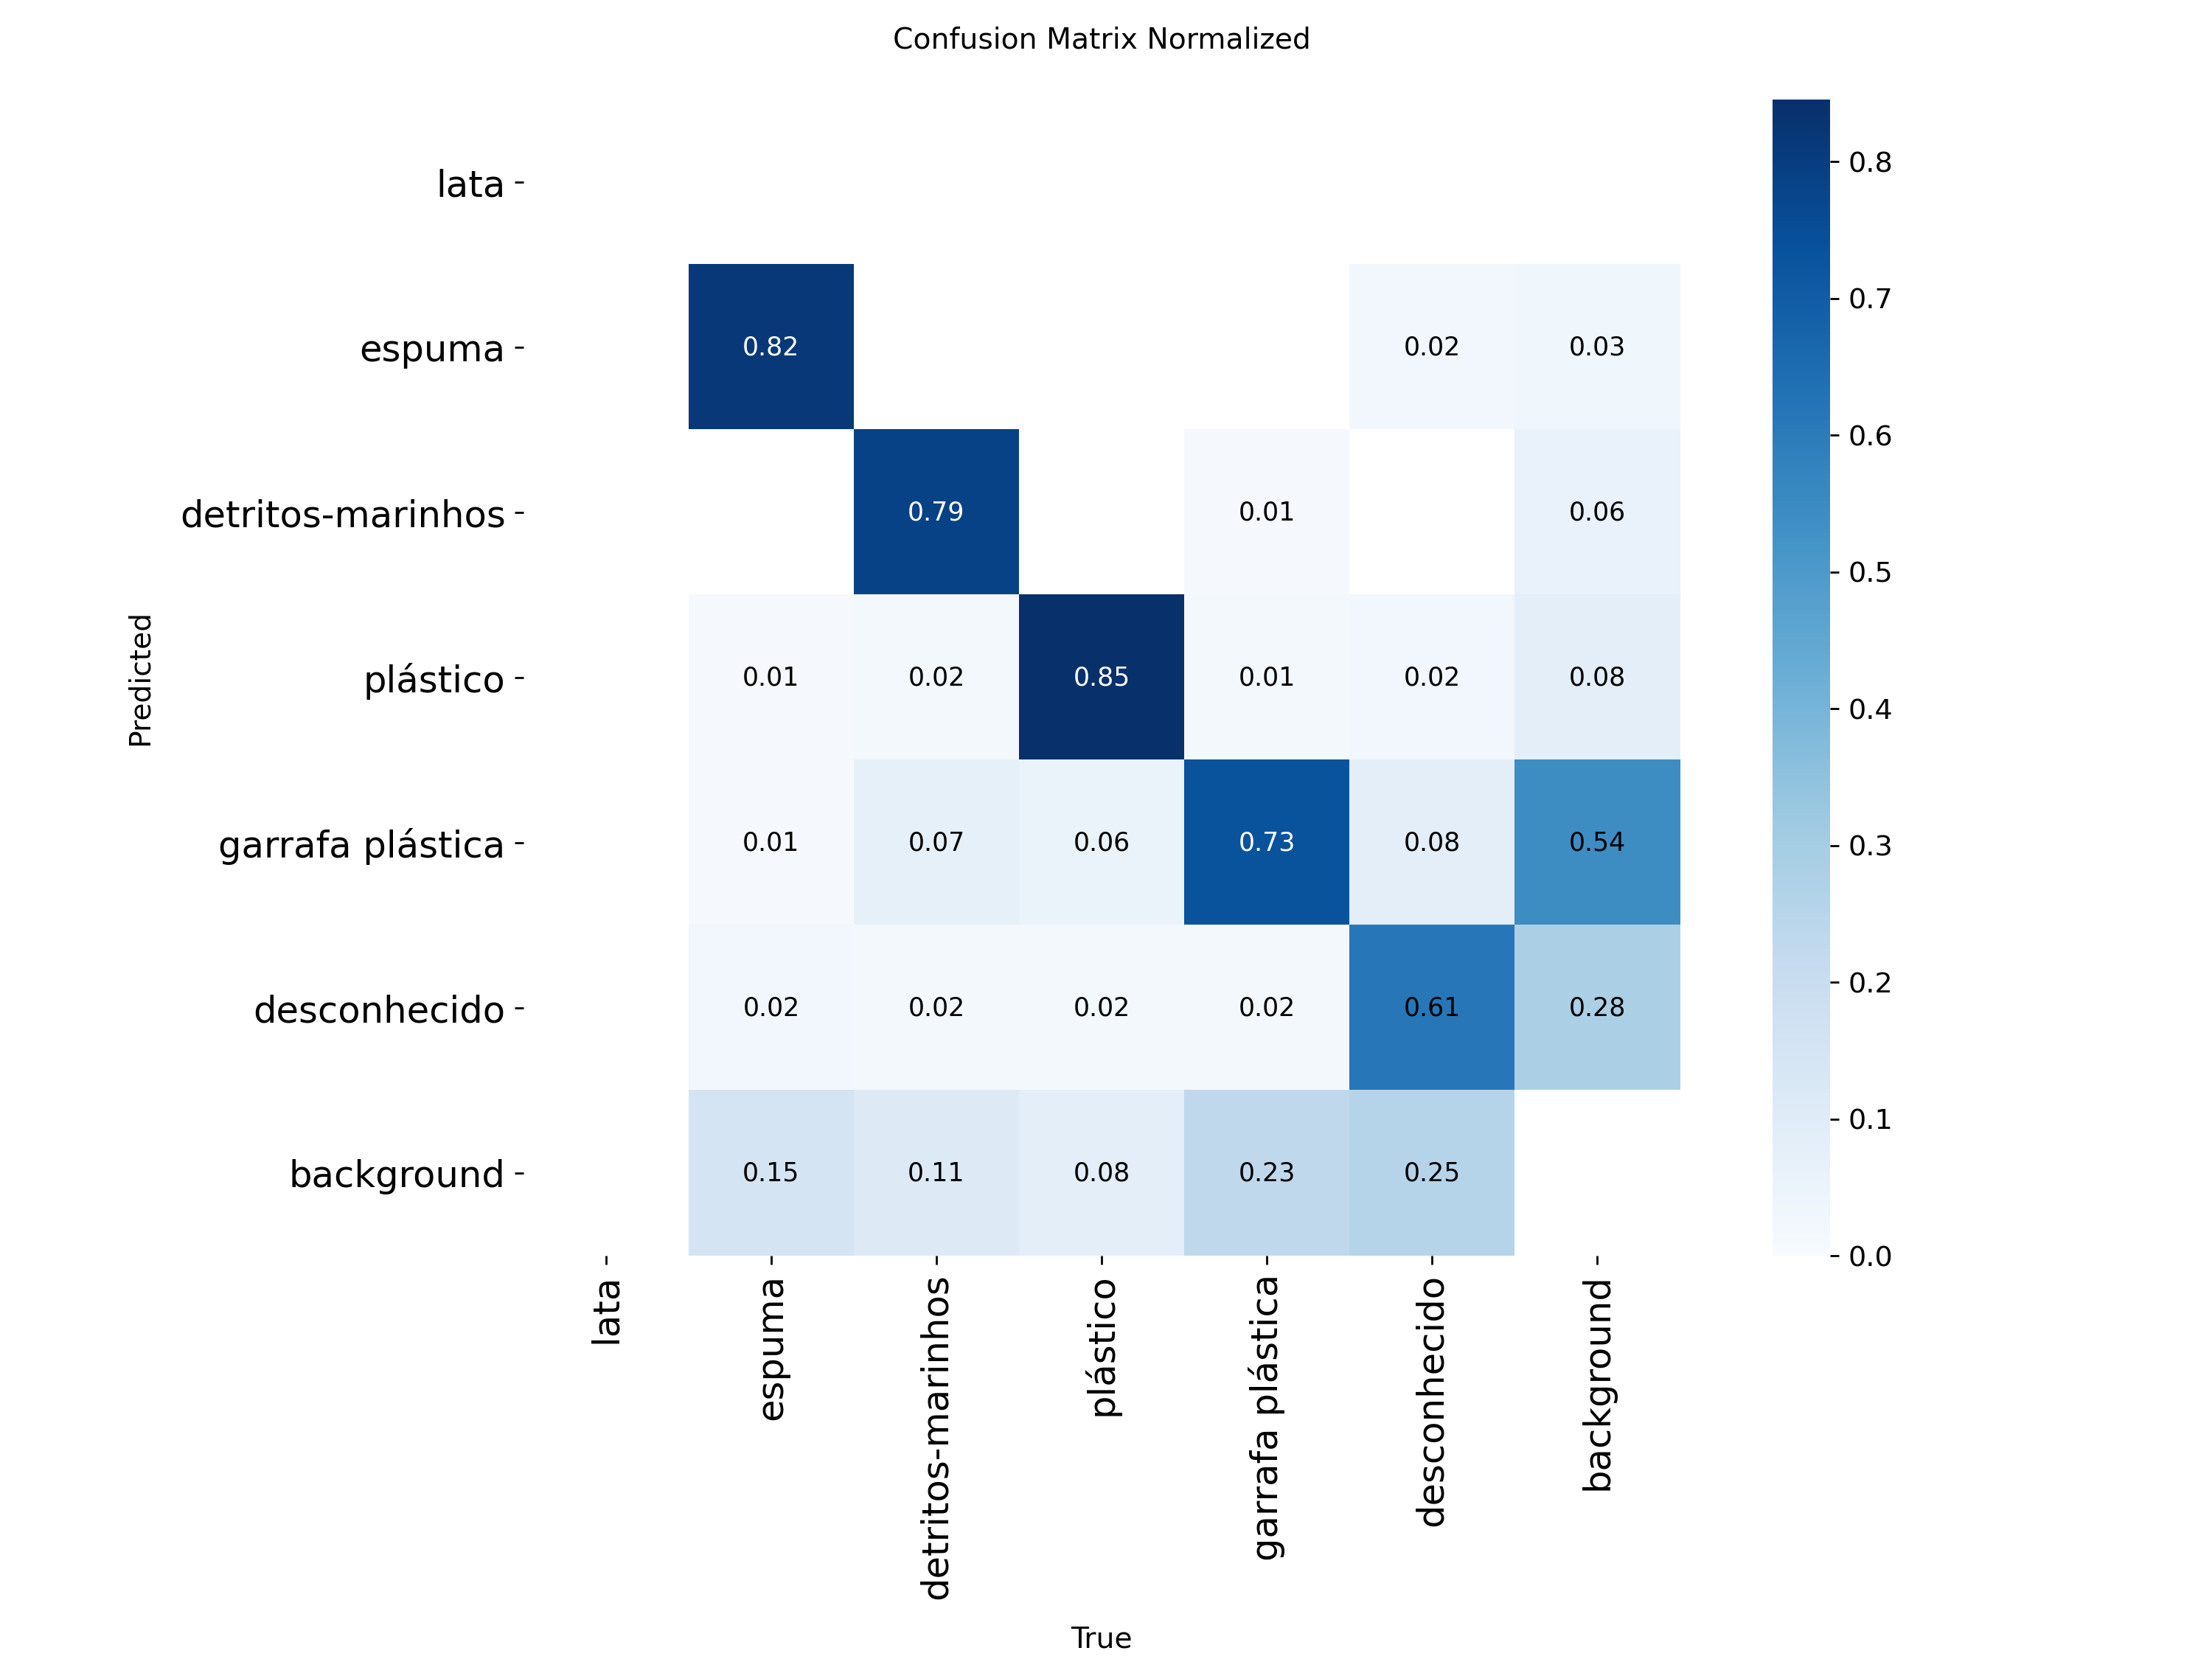 Confusion Matrix Normalized
lata
espuma 0.82 0.02 0.03
detritos-marinhos 0.79 0.01 0.06
plástico 0.01 0.02 0.85 0.01 0.02 0.08
garrafa plástica 0.01 0.07 0.06 0.73 0.08 0.54
desconhecido 0.02 0.02 0.02 0.02 0.61 0.28
background 0.15 0.11 0.08 0.23 0.25
Predicted
lata espuma detritos-marinhos plástico garrafa plástica desconhecido background
True
0.8
0.7
0.6
0.5
0.4
0.3
0.2
0.1
0.0